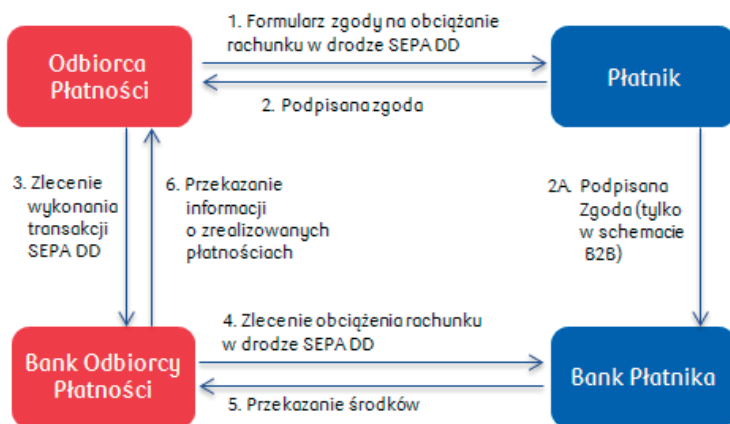 1. Formularz zgody na obciążanie
rachunku w drodze SEPA DD
Odbiorca
Płatności
Płatnik
2. Podpisana zgoda
3. Zlecenie
wykonania
transakcji
SEPA DD
6. Przekazanie
informacji
o zrealizowanych
płatnościach
2A. Podpisana
Zgoda (tylko
w schemacie
B2B)
4. Zlecenie obciążenia rachunku
w drodze SEPA DD
Bank Odbiorcy
Płatności
Bank Płatnika
5. Przekazanie środków